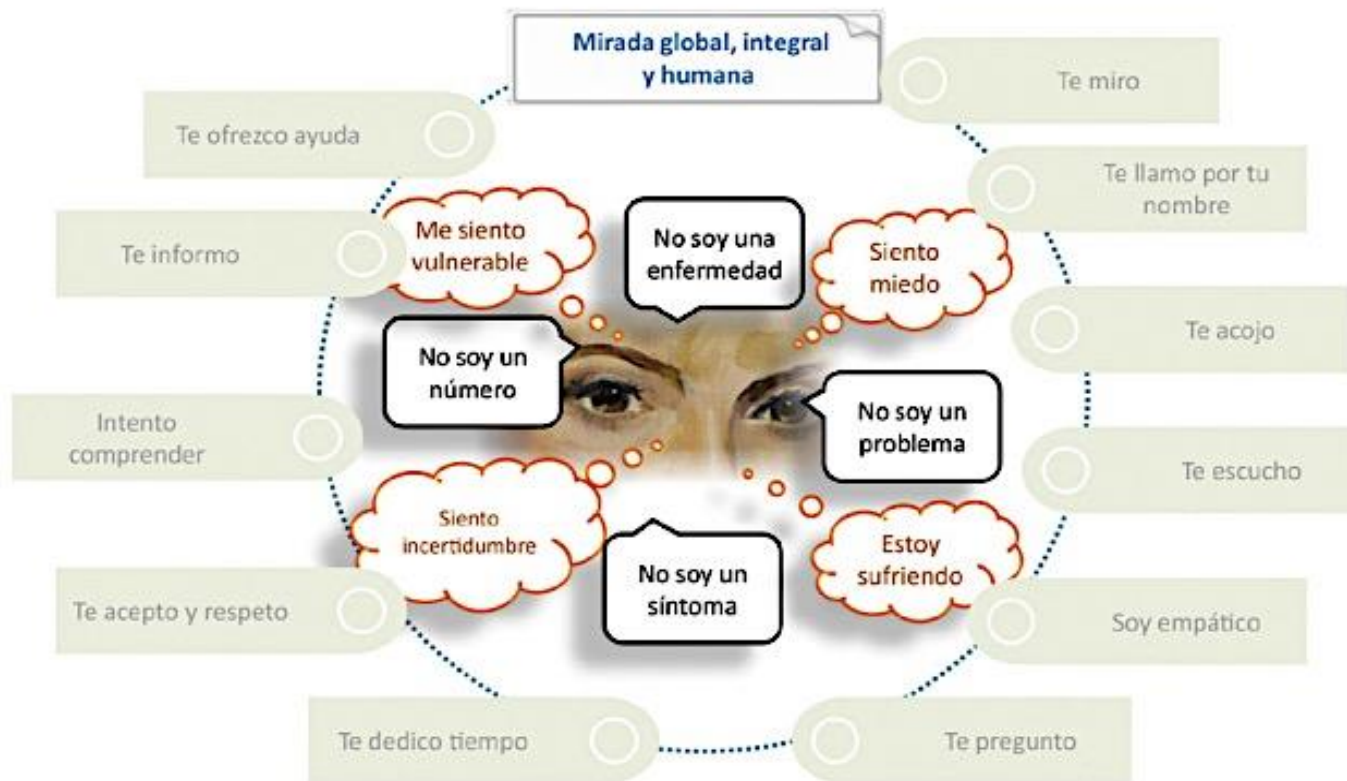 Mirada global, integral
y humana
Te miro
Te llamo por tu
nombre
Te acojo
Te escucho
Soy empático
Te pregunto
Te dedico tiempo
Te acepto y respeto
Intento
comprender
Te informo
Te ofrezco ayuda
Me siento
vulnerable
No soy una
enfermedad
Siento
miedo
No soy un
número
No soy un
problema
Siento
incertidumbre
No soy un
síntoma
Estoy
sufriendo